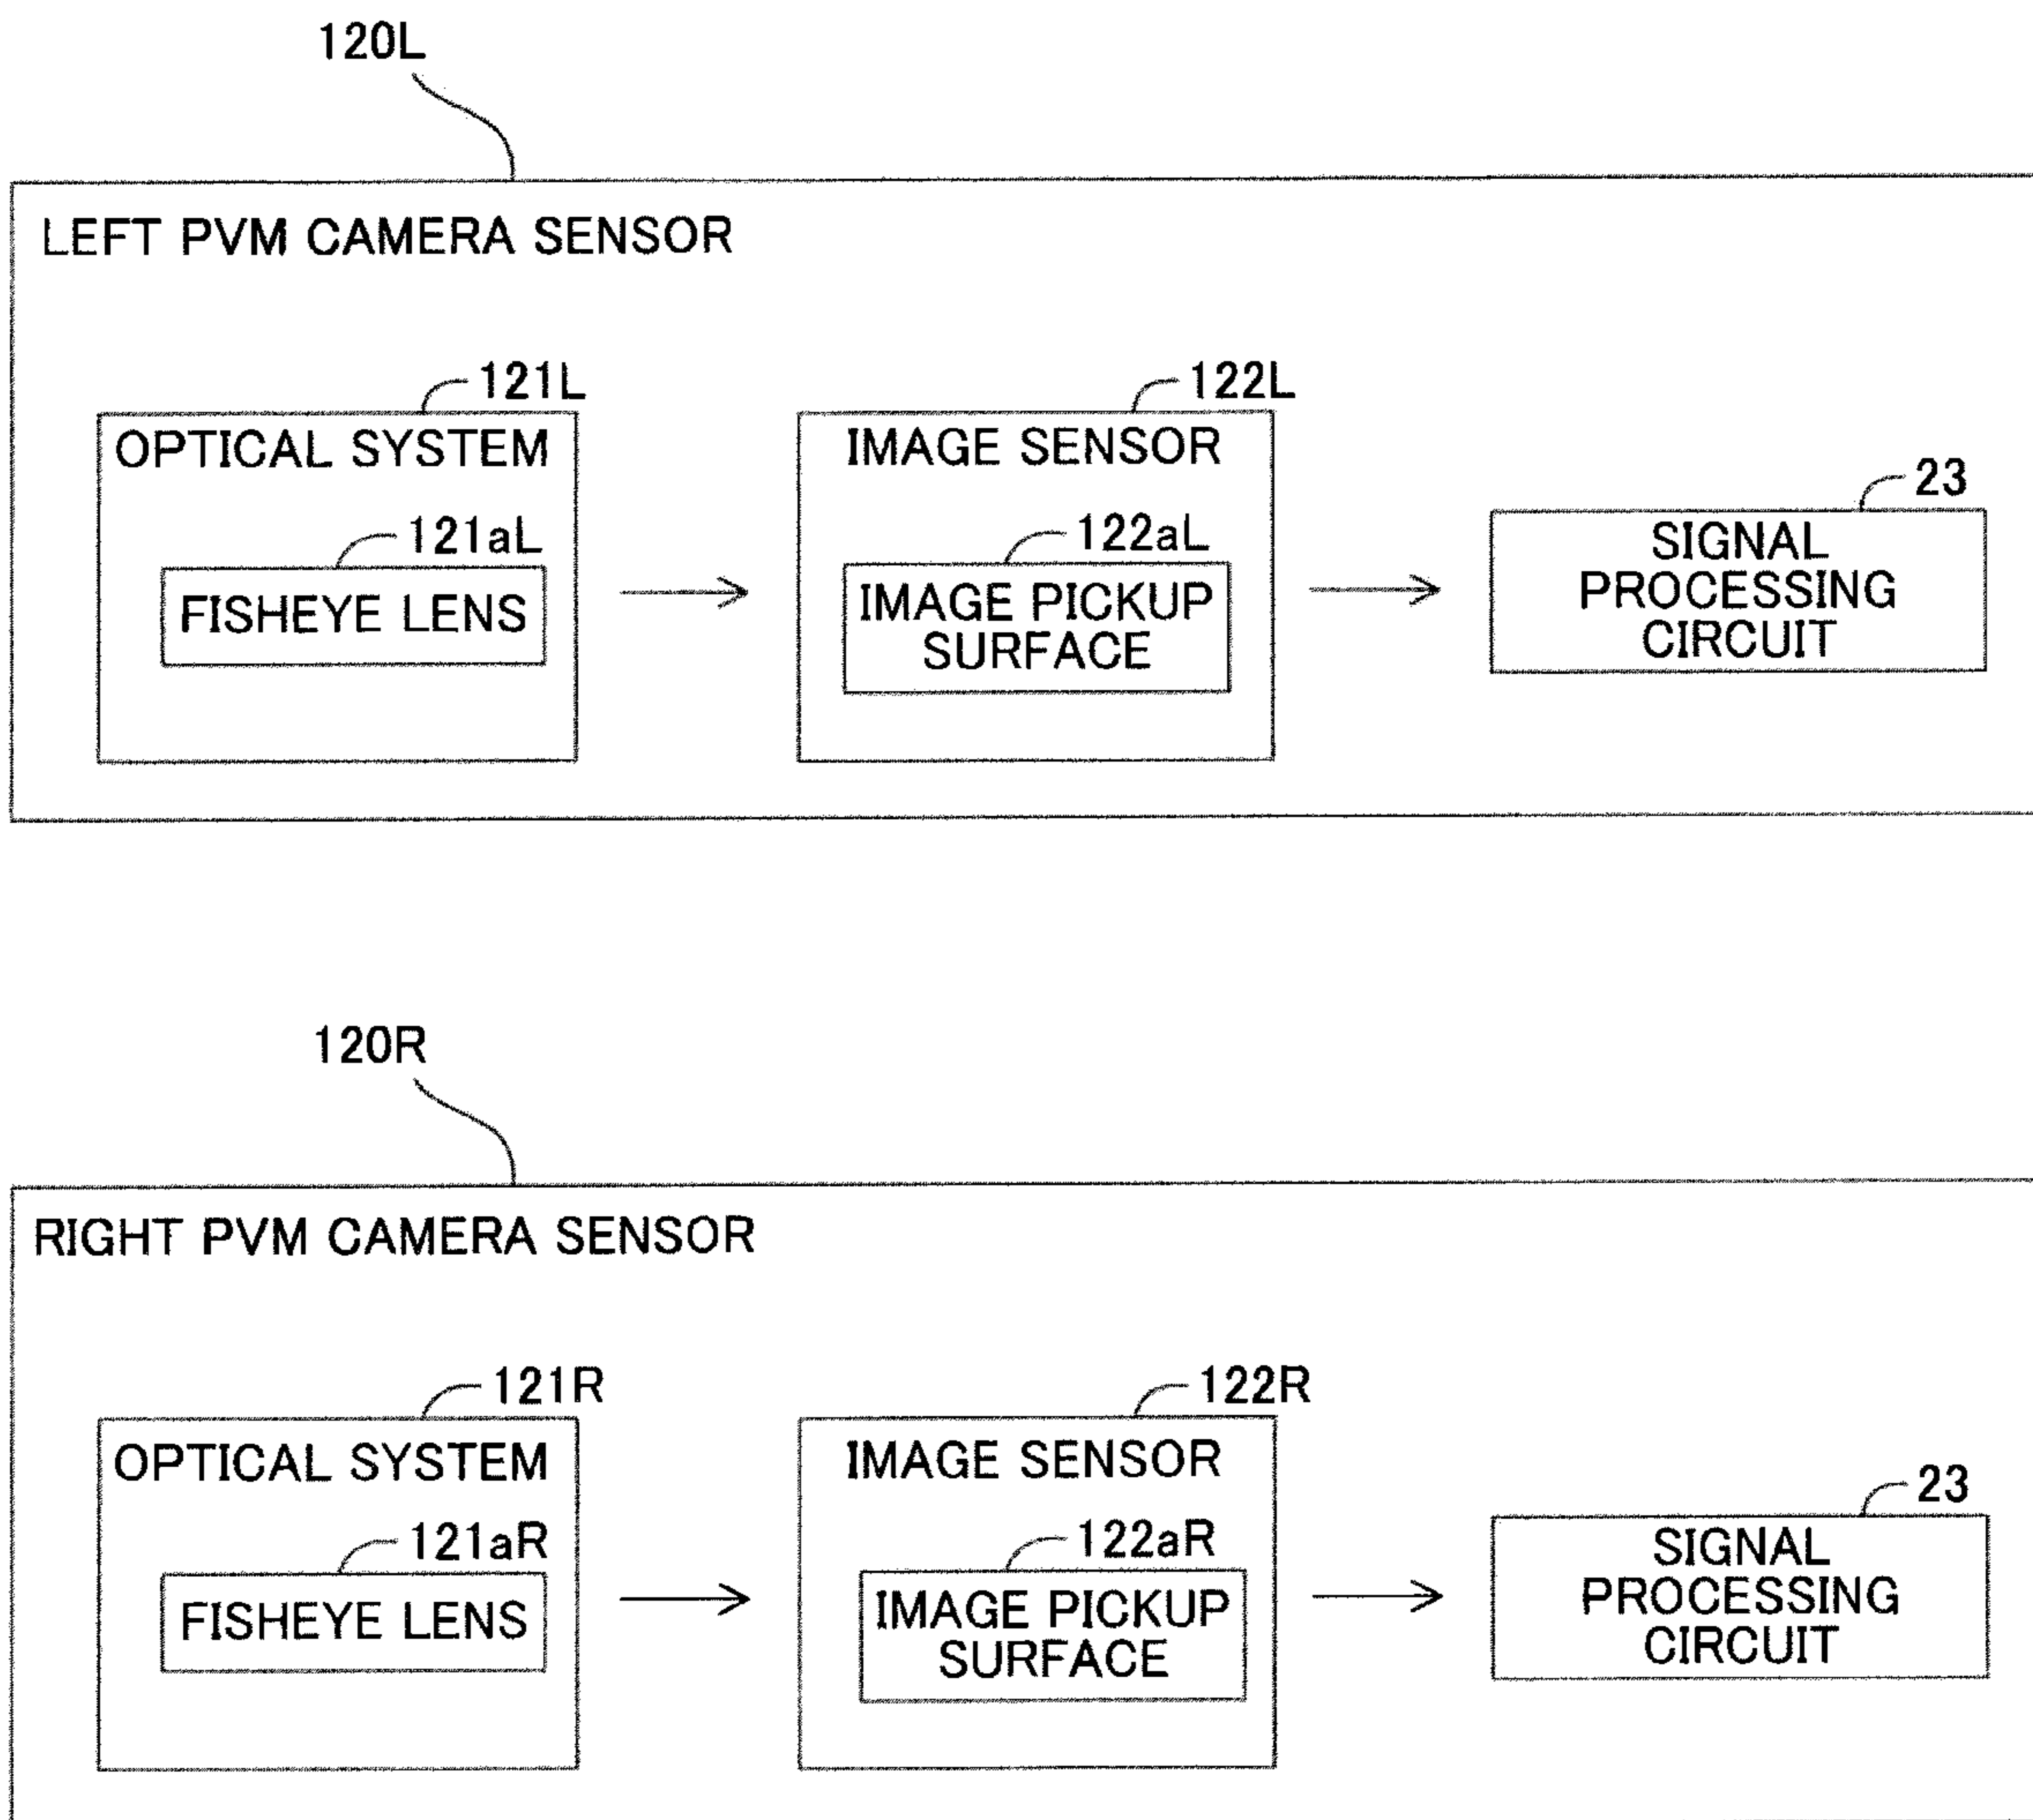 120L
LEFT PVM CAMERA SENSOR
121L
122L
OPTICAL SYSTEM
IMAGE SENSOR
23
121aL
122aL
SIGNAL
PROCESSING
CIRCUIT
FISHEYE LENS
IMAGE PICKUP
SURFACE
120R
RIGHT PVM CAMERA SENSOR
121R
122R
OPTICAL SYSTEM
IMAGE SENSOR
23
121aR
122aR
SIGNAL
PROCESSING
CIRCUIT
FISHEYE LENS
IMAGE PICKUP
SURFACE